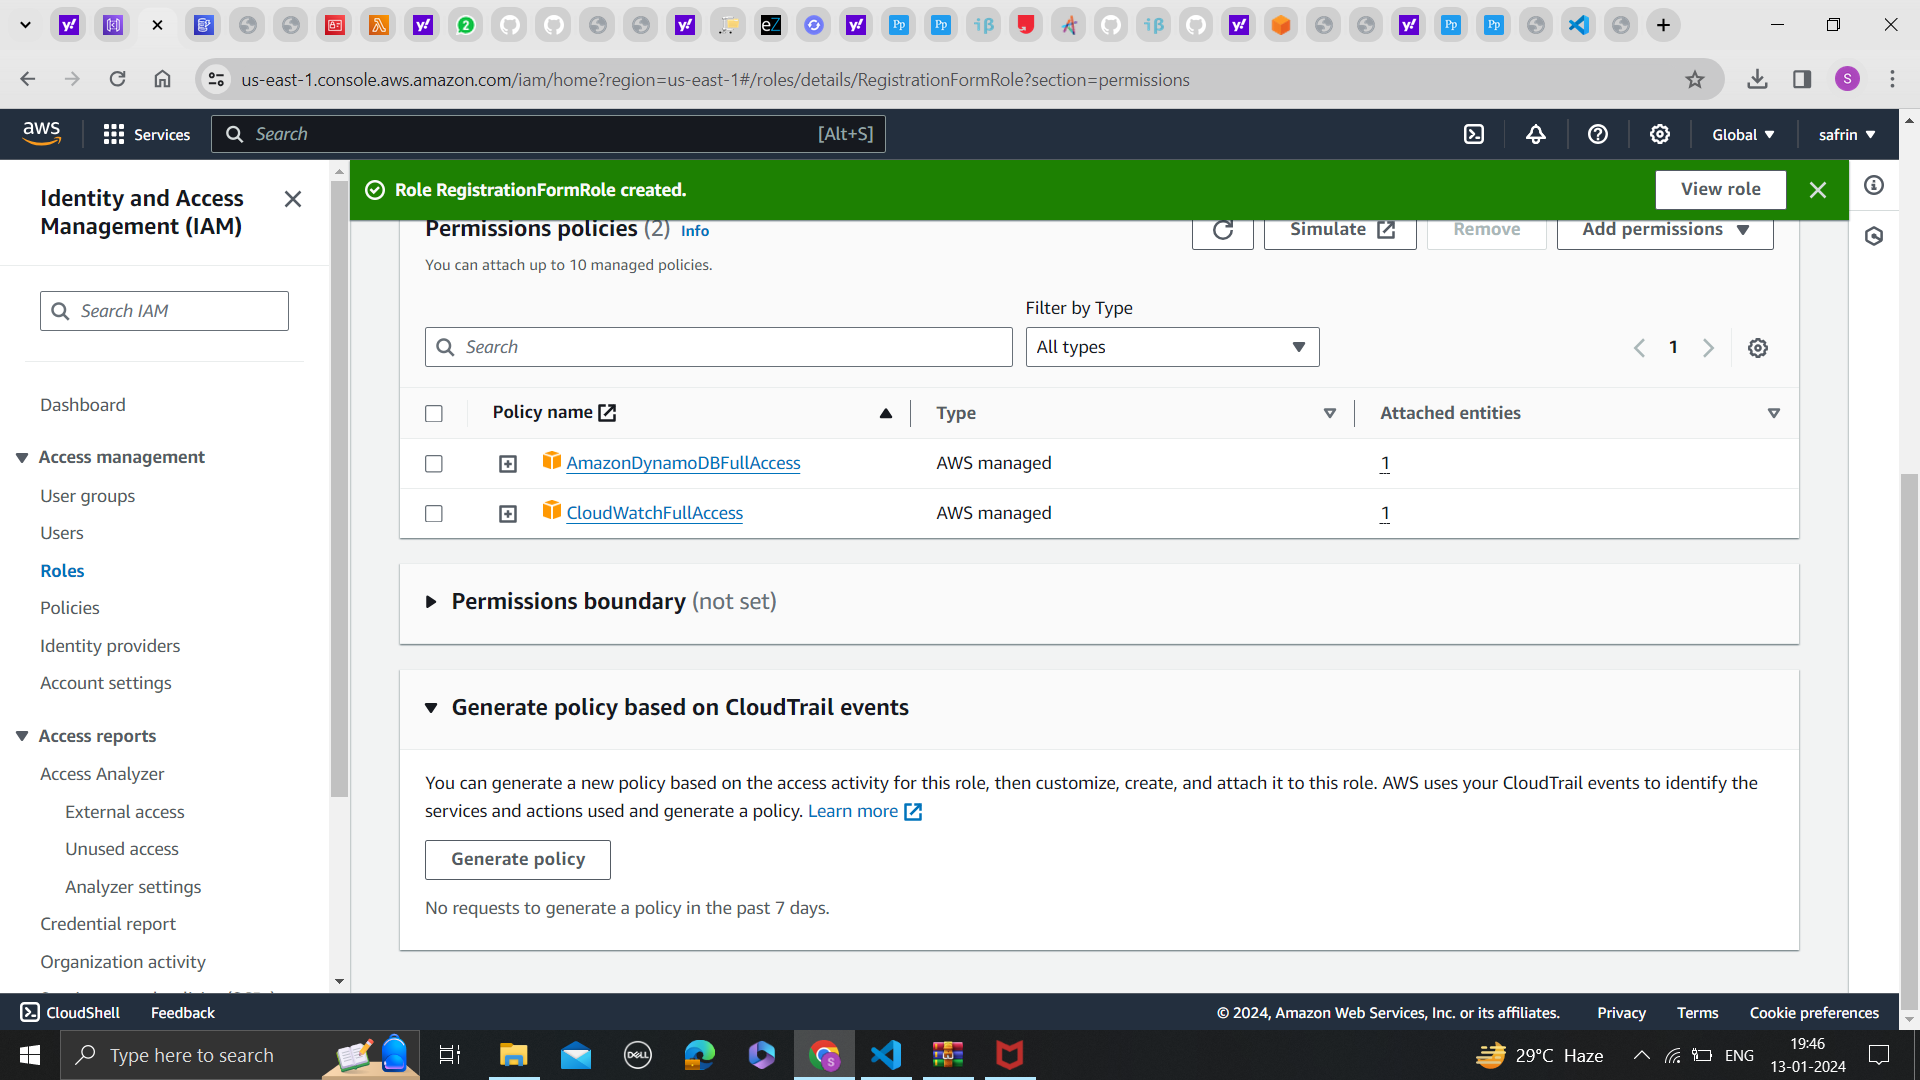 us-east-1.console.aws.amazon.com/iam/home?region=us-east-1#/roles/details/RegistrationFormRole?section=permissions
S
aws
Services
Search
[Alt+S]
Global
safrin
Identity and Access
Management (IAM)
Search IAM
Dashboard
Access management
User groups
Users
Roles
Policies
Identity providers
Account settings
Access reports
Access Analyzer
External access
Unused access
Analyzer settings
Credential report
Organization activity
Role RegistrationFormRole created.
View role
Permissions policies (2) Info
You can attach up to 10 managed policies.
Simulate
Remove
Add permissions
Filter by Type
Search
All types
1
Policy name
Type
Attached entities
AmazonDynamoDBFullAccess
AWS managed
1
CloudWatchFullAccess
AWS managed
1
Permissions boundary (not set)
Generate policy based on CloudTrail events
You can generate a new policy based on the access activity for this role, then customize, create, and attach it to this role. AWS uses your CloudTrail events to identify the
services and actions used and generate a policy. Learn more
Generate policy
No requests to generate a policy in the past 7 days.
CloudShell
Feedback
© 2024, Amazon Web Services, Inc. or its affiliates.
Privacy
Terms
Cookie preferences
Type here to search
DELL
29°C Haze
ENG
19:46
13-01-2024